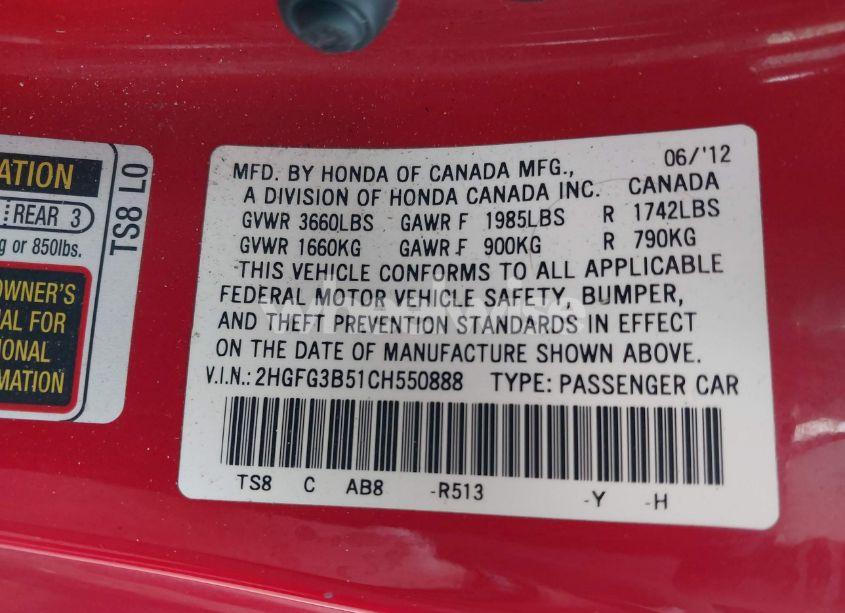 ATION
REAR 3
g or 850lbs.
OWNER'S
AL FOR
IONAL
MATION
TS8 L0
MFD. BY HONDA OF CANADA MFG., 06/'12
A DIVISION OF HONDA CANADA INC. CANADA
GVWR 3660LBS GAWR F 1985LBS R 1742LBS
GVWR 1660KG GAWR F 900KG R 790KG
THIS VEHICLE CONFORMS TO ALL APPLICABLE
FEDERAL MOTOR VEHICLE SAFETY, BUMPER,
AND THEFT PREVENTION STANDARDS IN EFFECT
ON THE DATE OF MANUFACTURE SHOWN ABOVE.
V.I.N.: 2HGFG3B51CH550888 TYPE: PASSENGER CAR
TS8 C AB8 -R513 -Y -H